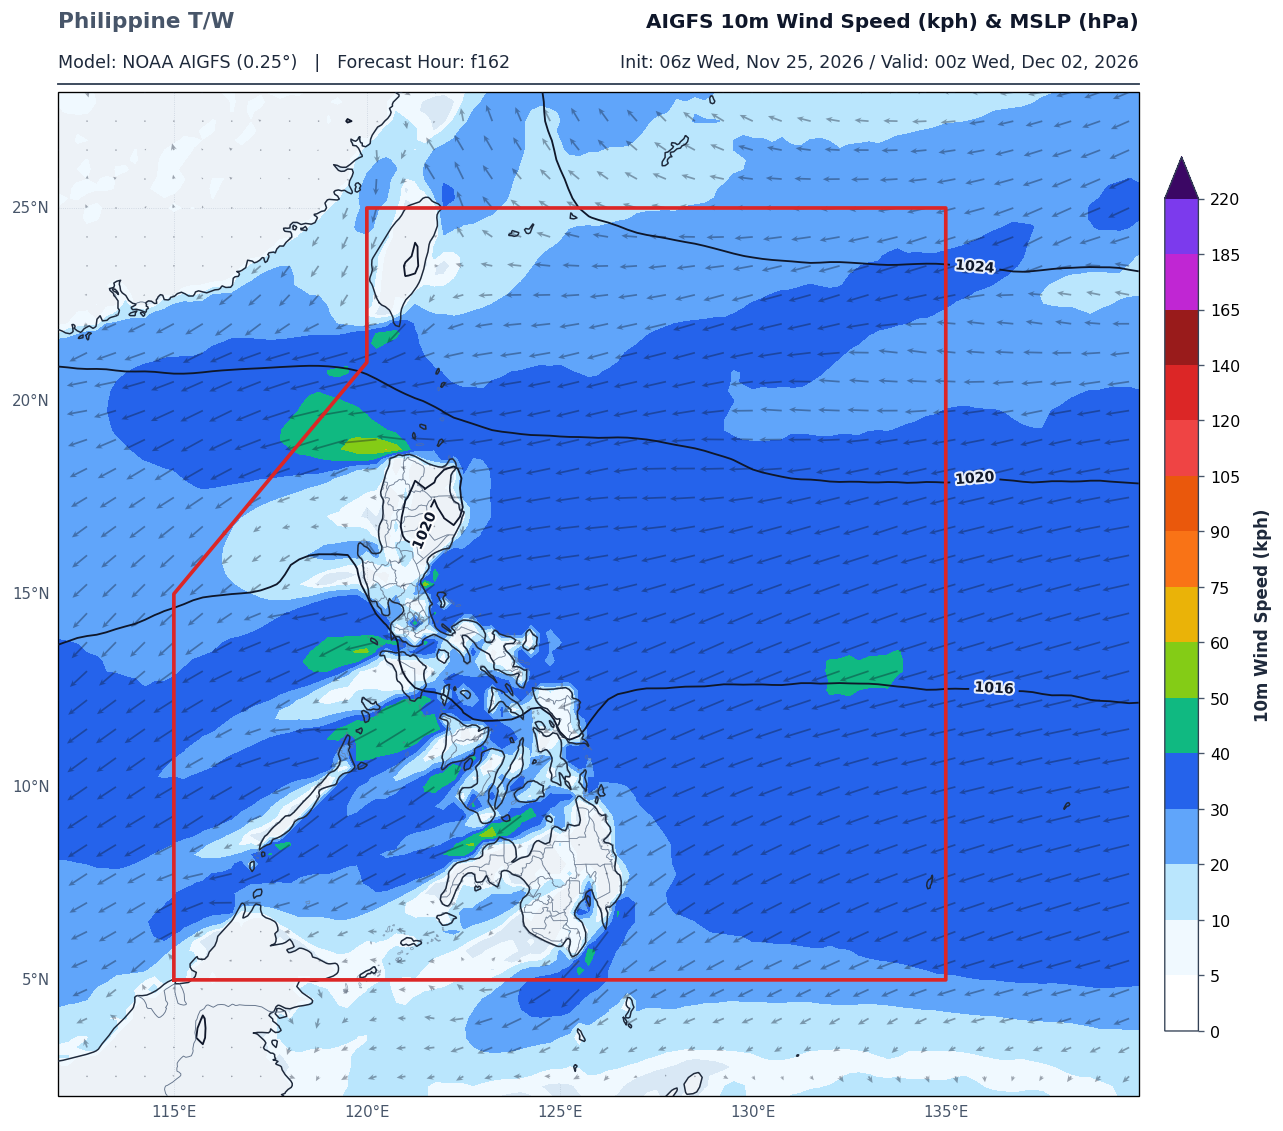 Philippine T/W
AIGFS 10m Wind Speed (kph) & MSLP (hPa)
Model: NOAA AIGFS (0.25°)   |   Forecast Hour: f162
Init: 06z Wed, Nov 25, 2026 / Valid: 00z Wed, Dec 02, 2026
25°N
20°N
15°N
10°N
5°N
115°E
120°E
125°E
130°E
135°E
1024
1020
1020
1016
220
185
165
140
120
105
90
75
60
50
40
30
20
10
5
0
10m Wind Speed (kph)